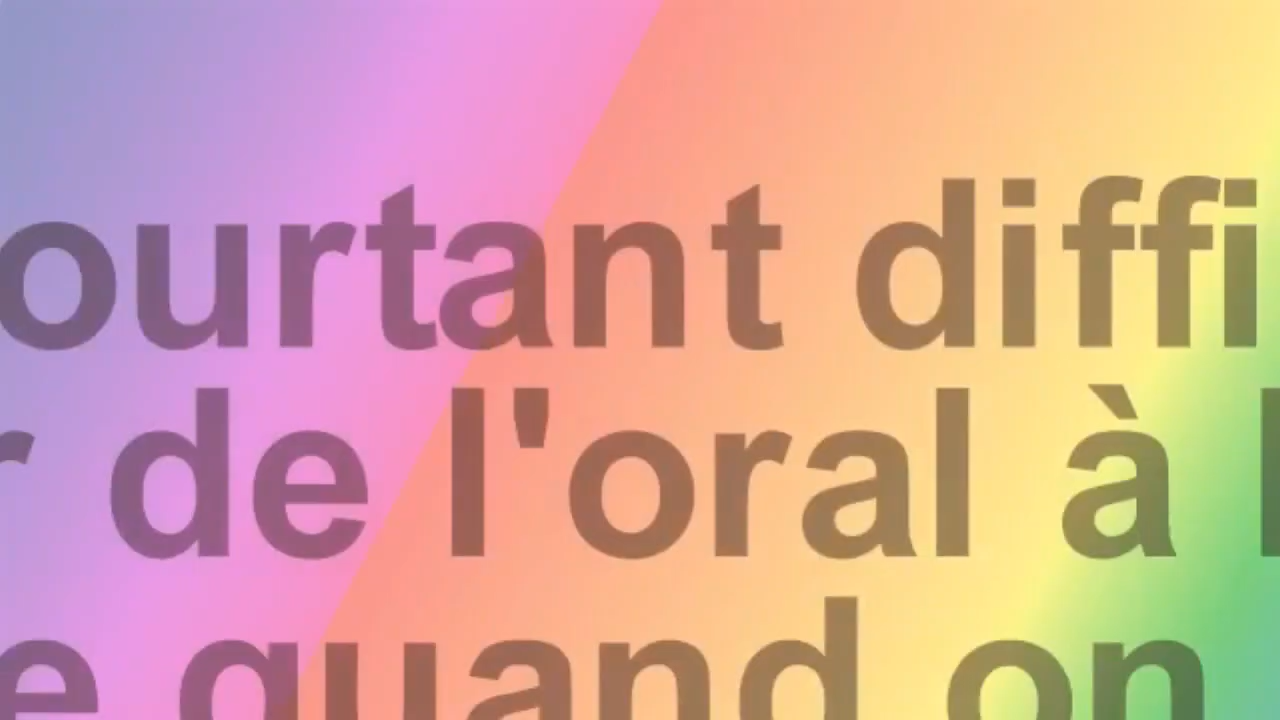 ourtant diffi
r de l'oral à l
e quand on